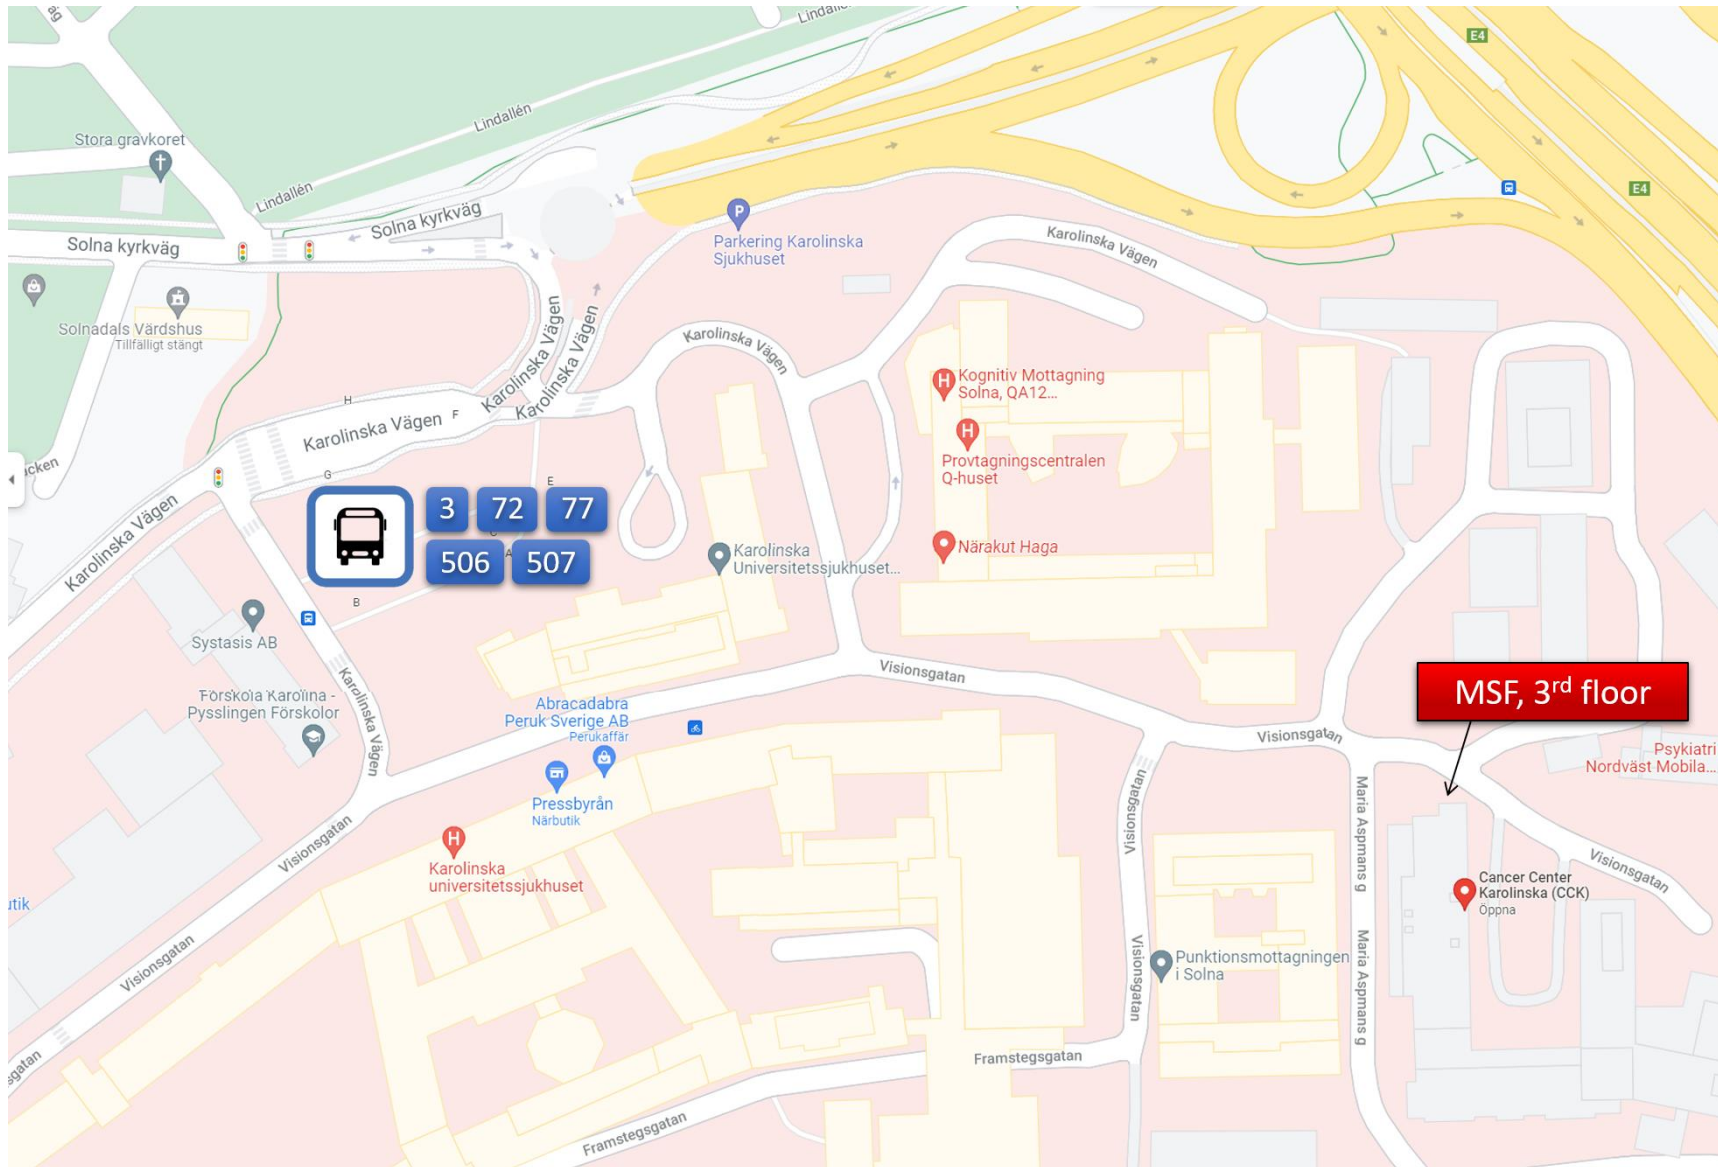 Lindallén
E4
Stora gravkoret
Lindallén
E4
Lindallén
Solna kyrkväg
Solna kyrkväg
P
Parkering Karolinska
Sjukhuset
Karolinska Vägen
Solnadals Värdshus
Tillfälligt stängt
Karolinska Vägen
Karolinska Vägen
Karolinska Vägen
H
Kognitiv Mottagning
Solna, QA12...
H
F
Karolinska Vägen
Karolinska Vägen
H
Provtagningscentralen
Q-huset
G
E
3
72
77
C
A
506
507
Karolinska Vägen
Karolinska
Universitetssjukhuset...
Närakut Haga
B
Systasis AB
Förskola Karolina -
Pysslingen Förskolor
Karolinska Vägen
Visionsgatan
MSF, 3rd floor
Abracadabra
Peruk Sverige AB
Perukaffär
Visionsgatan
Psykiatri
Nordväst Mobila...
Pressbyrån
Närbutik
Visionsgatan
Maria Aspmans g
Visionsgatan
H
Karolinska
universitetssjukhuset
Visionsgatan
Cancer Center
Karolinska (CCK)
Öppna
Visionsgatan
Visionsgatan
Maria Aspmans g
Punktionsmottagningen
i Solna
Framstegsgatan
Framstegsgatan